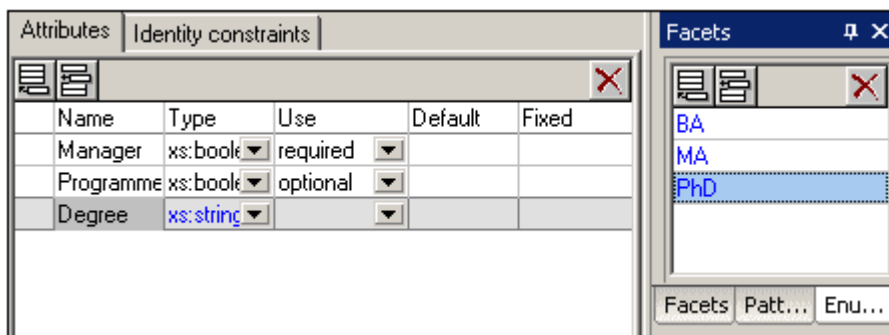 Attributes Identity constraints
Name Type Use Default Fixed
Manager xs:boole required
Programme xs:boole optional
Degree xs:string
Facets
BA
MA
PhD
Facets Patt... Enu...